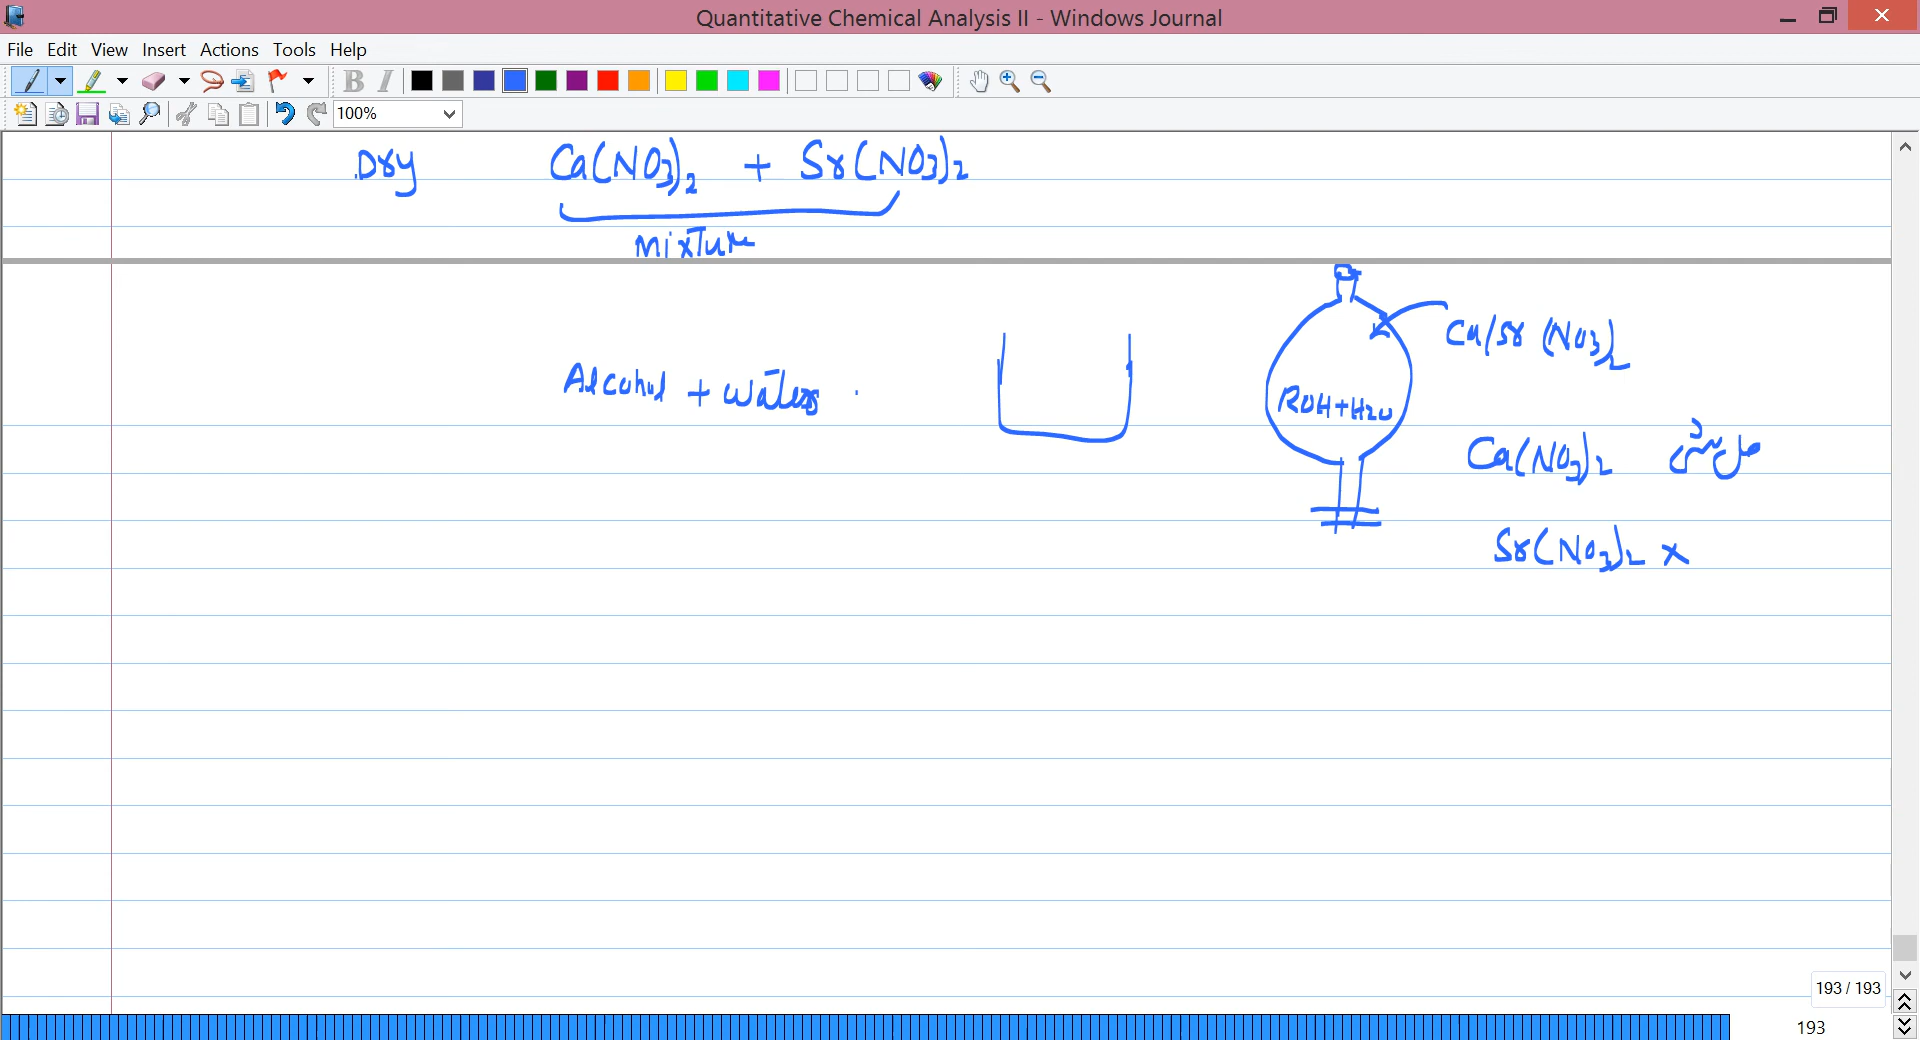 Quantitative Chemical Analysis II - Windows Journal
File Edit View Insert Actions Tools Help
B I
100%
Dry Ca(NO3)2 + Sr(NO3)2
Mixture
Alcohol + Water
Ca/Sr (NO3)2
ROH+H2O
Ca(NO3)2
Sr(NO3)2 x
193 / 193
193